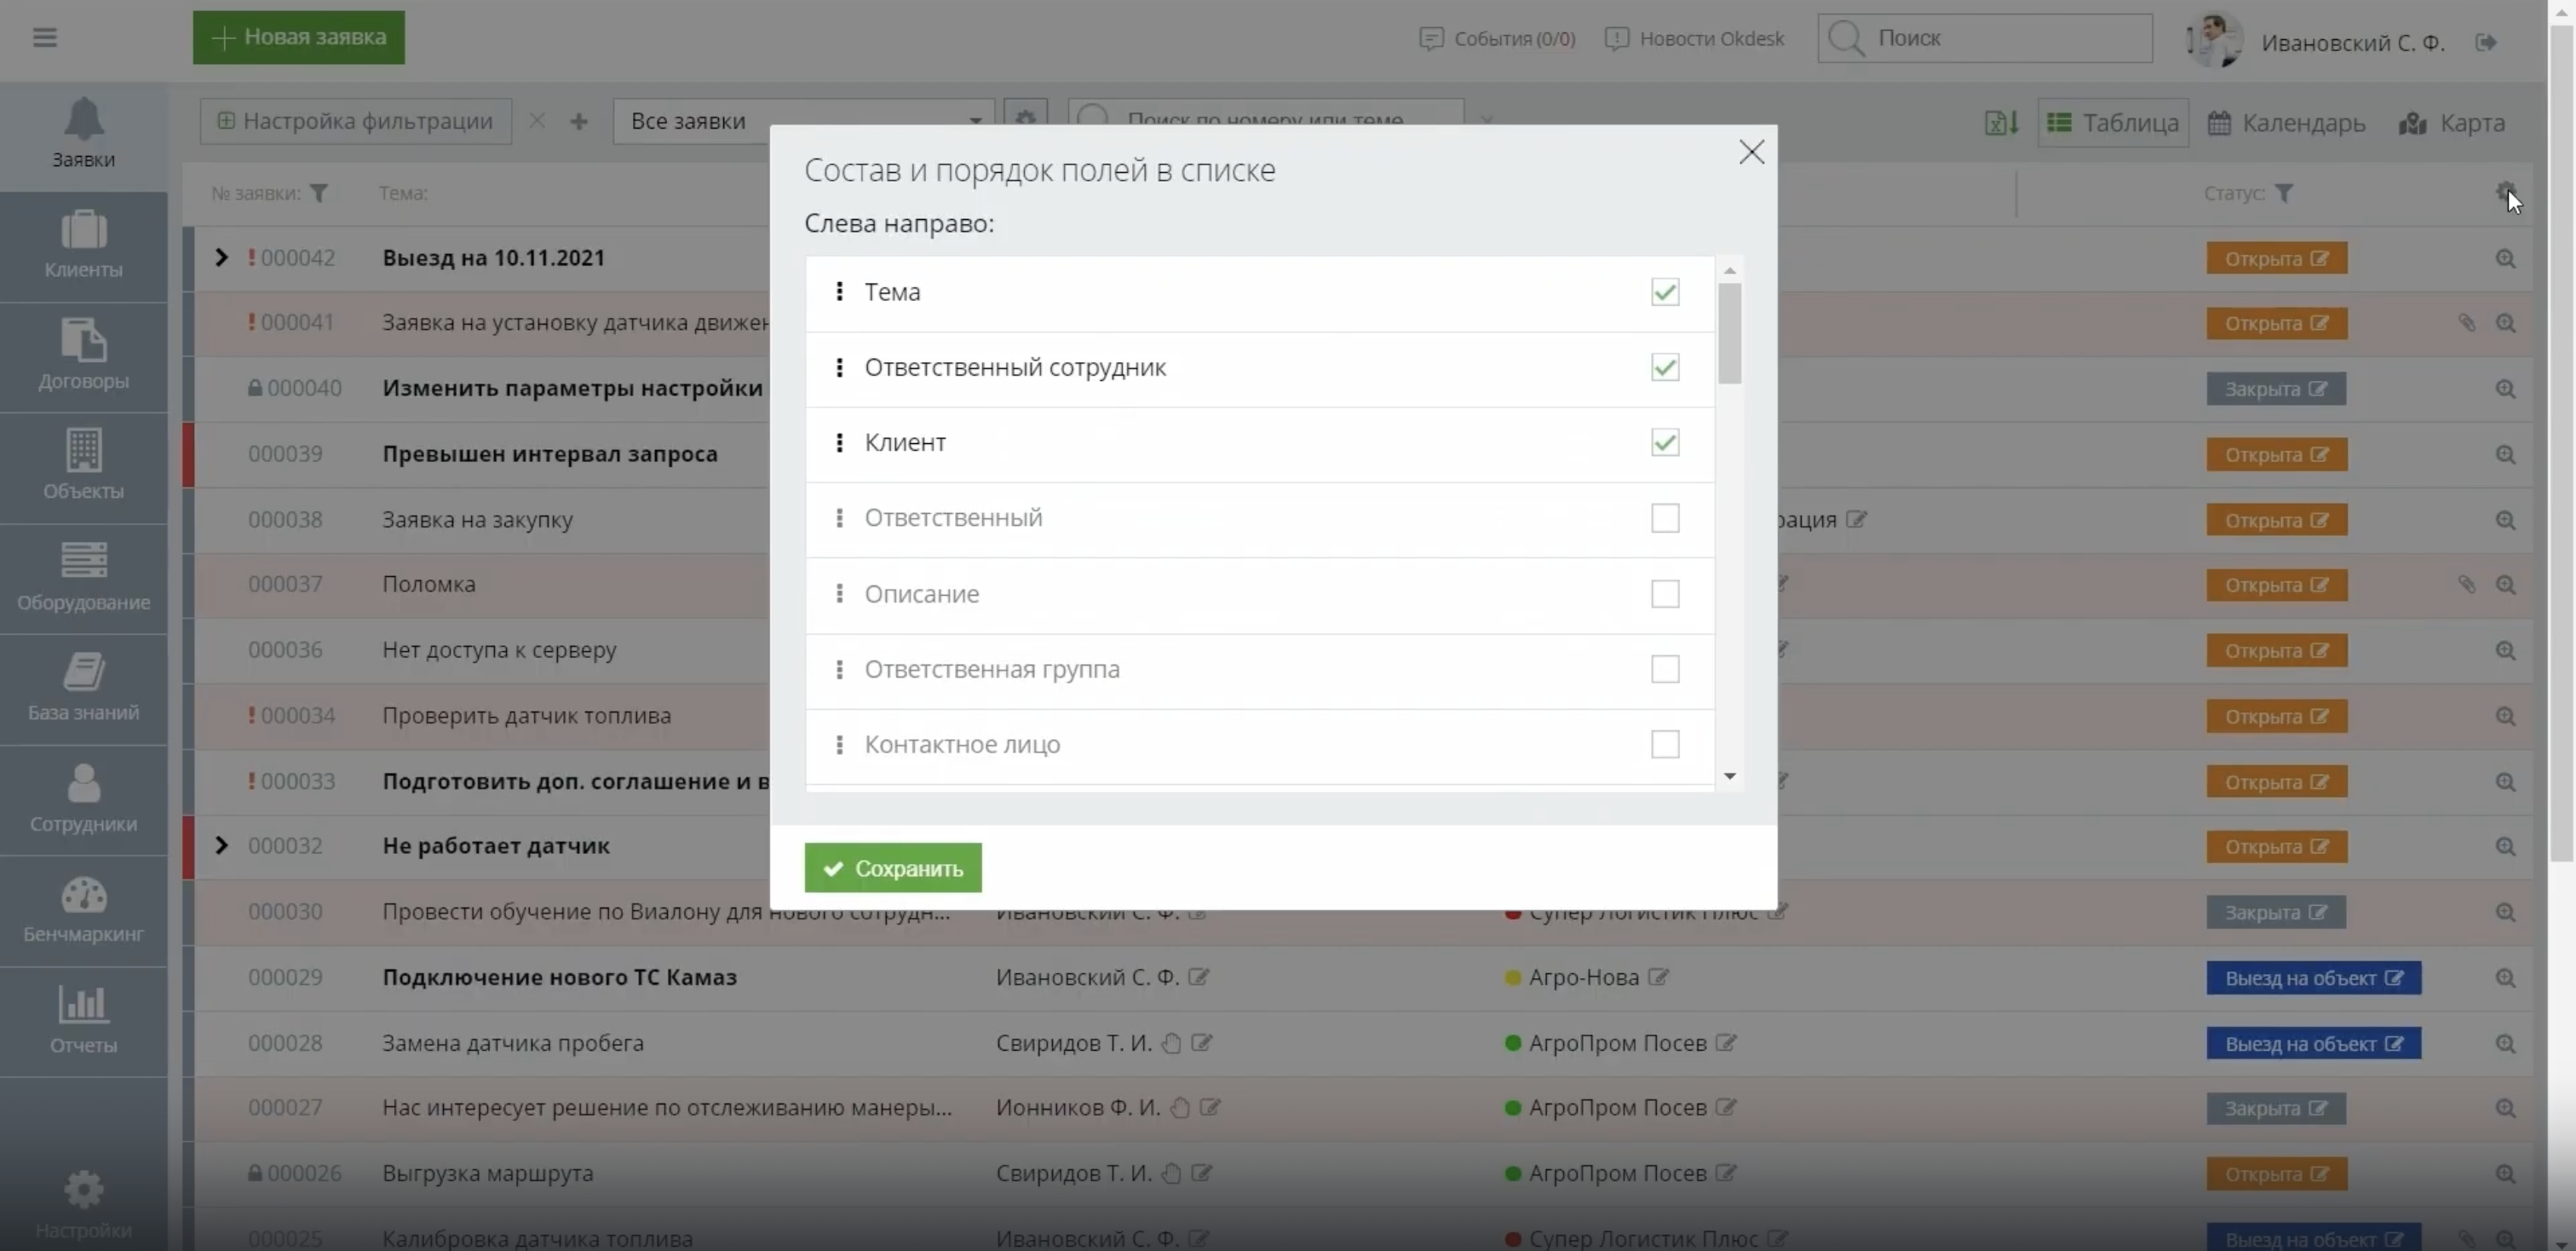 Новая заявка
События (0/0)
Новости Okdesk
Поиск
Ивановский С. Ф.
Настройка фильтрации
Все заявки
Поиск по номеру или теме
Таблица
Календарь
Карта
Заявки
Клиенты
Договоры
Объекты
Оборудование
База знаний
Сотрудники
Бенчмаркинг
Отчеты
Настройки
№ заявки:
Тема:
Статус:
Состав и порядок полей в списке
Слева направо:
Тема
Ответственный сотрудник
Клиент
Ответственный
Описание
Ответственная группа
Контактное лицо
Сохранить
!000042 Выезд на 10.11.2021 Открыта
!000041 Заявка на установку датчика Открыта
000040 Изменить параметры настройки Закрыта
000039 Превышен интервал запроса Открыта
000038 Заявка на закупку Открыта
000037 Поломка Открыта
000036 Нет доступа к серверу Открыта
!000034 Проверить датчик топлива Открыта
!000033 Подготовить доп. соглашение и Открыта
000032 Не работает датчик Открыта
000030 Провести обучение по Виалону для нового сотрудн... Ивановский С. Ф. Супер Логистик Плюс Закрыта
000029 Подключение нового ТС Камаз Ивановский С. Ф. Агро-Нова Выезд на объект
000028 Замена датчика пробега Свиридов Т. И. АгроПром Посев Выезд на объект
000027 Нас интересует решение по отслеживанию манеры... Ионников Ф. И. АгроПром Посев Закрыта
000026 Выгрузка маршрута Свиридов Т. И. АгроПром Посев Открыта
000025 Калибровка датчика топлива Ивановский С. Ф. Супер Логистик Плюс Выезд на объект